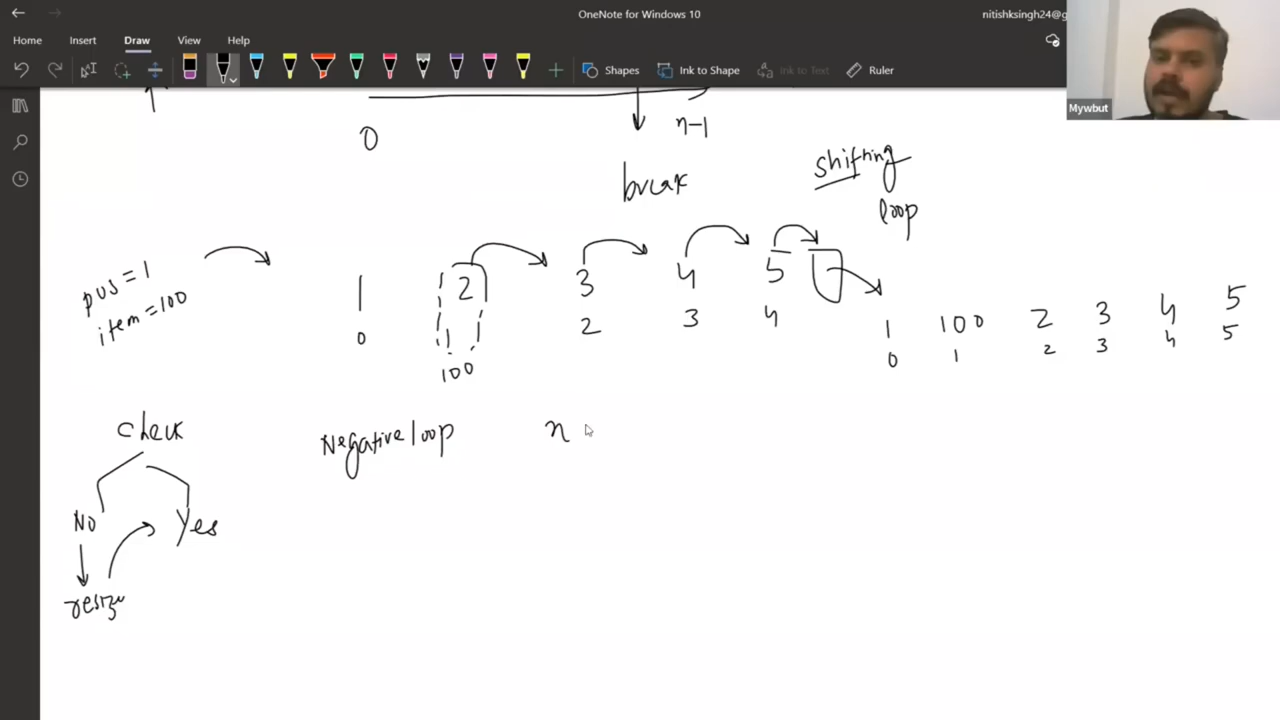 OneNote for Windows 10
nitishksingh24@g
Home Insert Draw View Help
Shapes Ink to Shape Ink to Text Ruler
Mywbut
0
n-1
break
shifting
loop
pos = 1
item = 100
1 2 3 4 5
0 1 2 3 4
100
1 100 2 3 4 5
0 1 2 3 4 5
check
Negative loop
n
No
Yes
resize